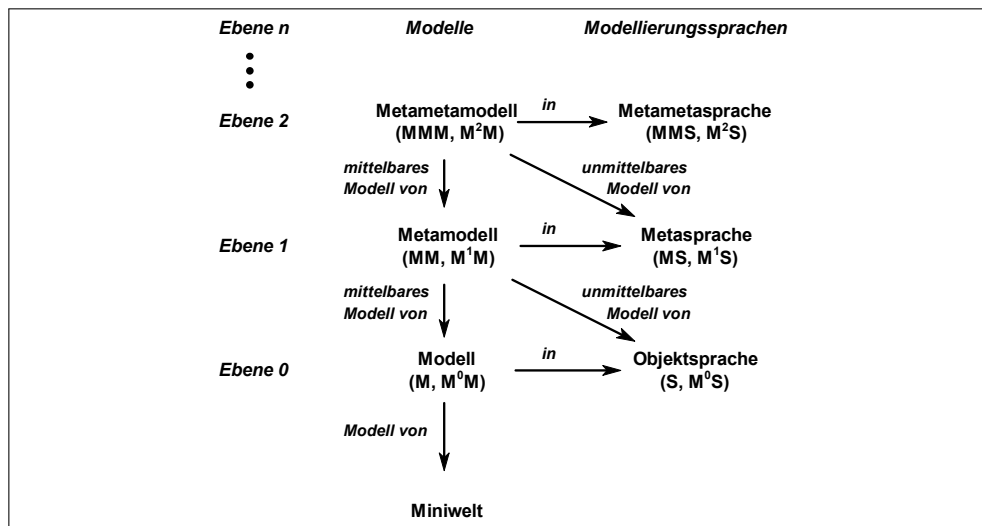 Ebene n Modelle Modellierungssprachen
Ebene 2 Metametamodell in Metametasprache
(MMM, M²M) (MMS, M²S)
mittelbares unmittelbares
Modell von Modell von
Ebene 1 Metamodell in Metasprache
(MM, M¹M) (MS, M¹S)
mittelbares unmittelbares
Modell von Modell von
Ebene 0 Modell in Objektsprache
(M, M⁰M) (S, M⁰S)
Modell von
Miniwelt